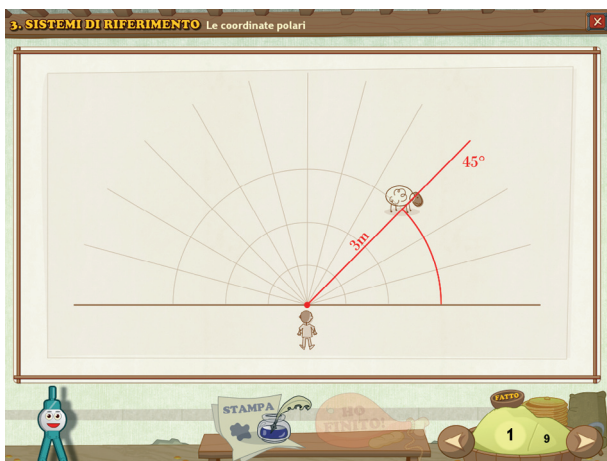 3. SISTEMI DI RIFERIMENTO Le coordinate polari
45°
3m
STAMPA
HO
FINITO!
FATTO
1
9